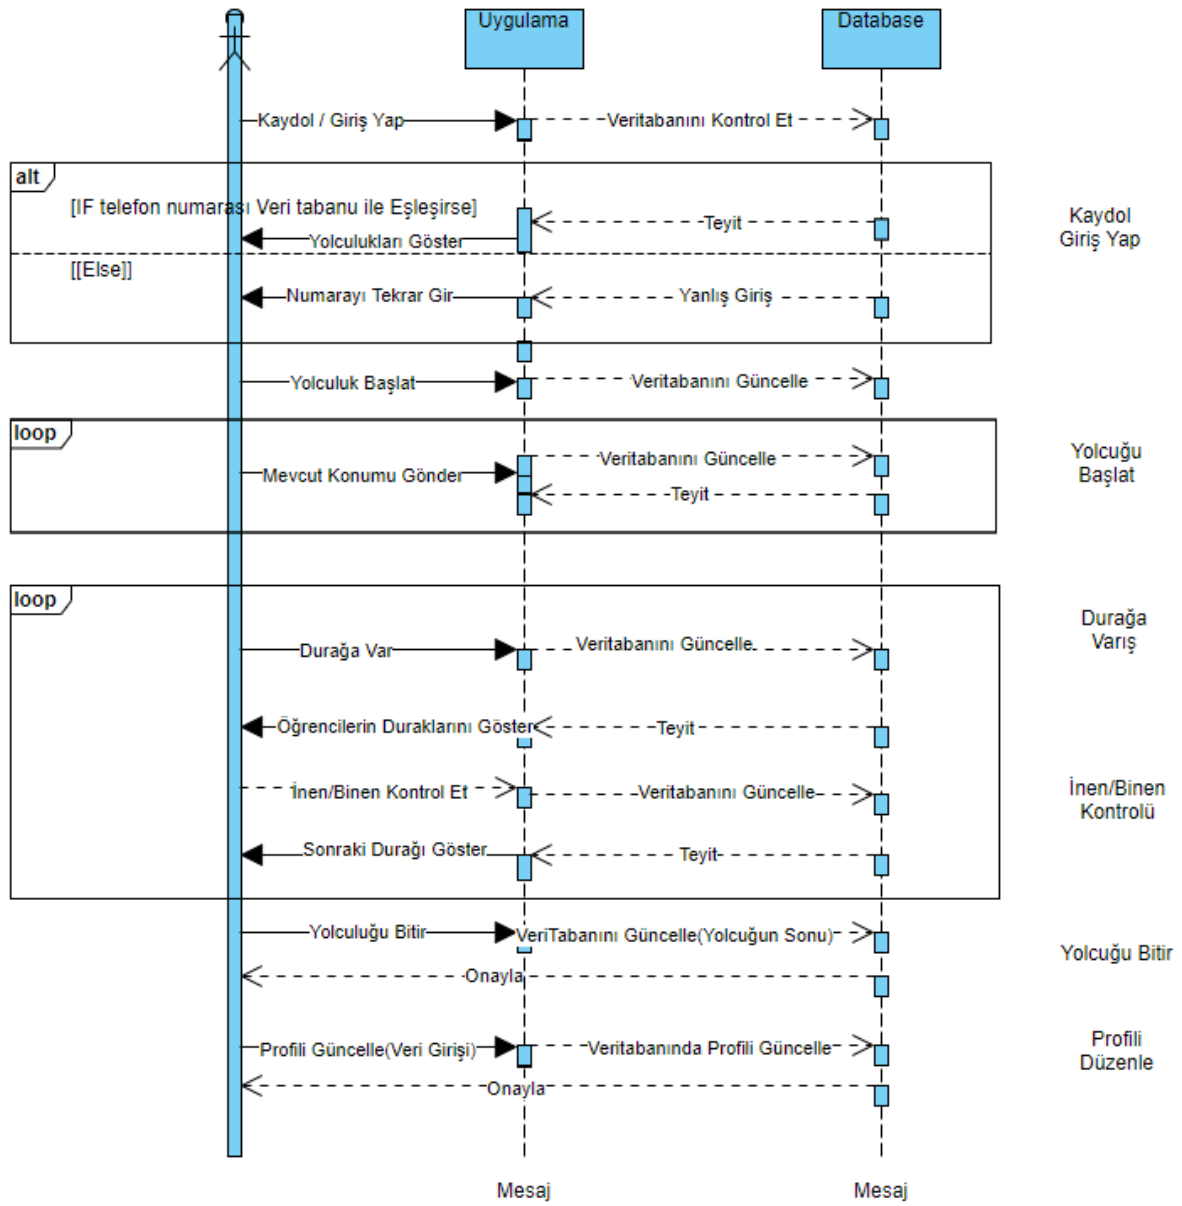 Uygulama
Database
Kaydol / Giriş Yap
Veritabanını Kontrol Et
alt
[IF telefon numarası Veri tabanu ile Eşleşirse]
Teyit
Yolculukları Göster
Kaydol
Giriş Yap
[[Else]]
Numarayı Tekrar Gir
Yanlış Giriş
Yolculuk Başlat
Veritabanını Güncelle
loop
Veritabanını Güncelle
Mevcut Konumu Gönder
Teyit
Yolcuğu
Başlat
loop
Durağa Var
Veritabanını Güncelle
Durağa
Varış
Öğrencilerin Duraklarını Göster
Teyit
İnen/Binen Kontrol Et
Veritabanını Güncelle
İnen/Binen
Kontrolü
Sonraki Durağı Göster
Teyit
Yolculuğu Bitir
VeriTabanını Güncelle(Yolcuğun Sonu)
Yolcuğu Bitir
Onayla
Profili Güncelle(Veri Girişi)
Veritabanında Profili Güncelle
Profili
Düzenle
Onayla
Mesaj
Mesaj